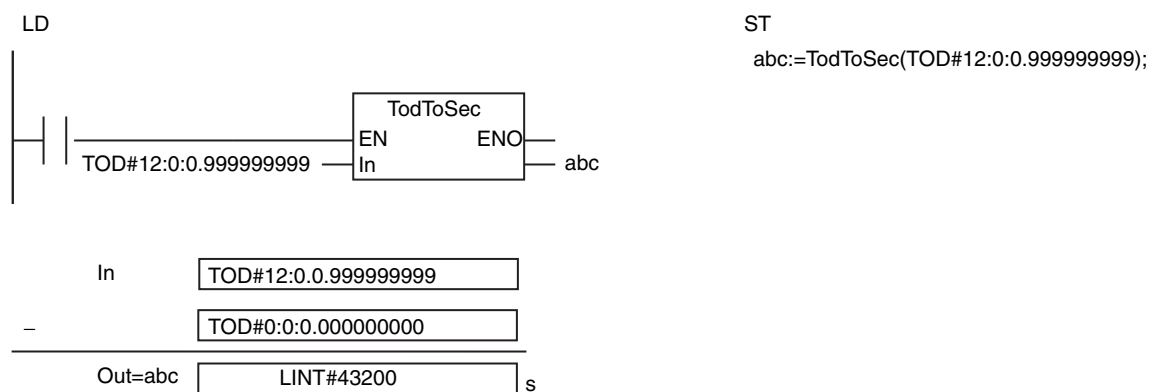 LD
ST
abc:=TodToSec(TOD#12:0:0.999999999);
TodToSec
EN ENO
TOD#12:0:0.999999999 In abc
In TOD#12:0.0.999999999
– TOD#0:0:0.000000000
Out=abc LINT#43200 s